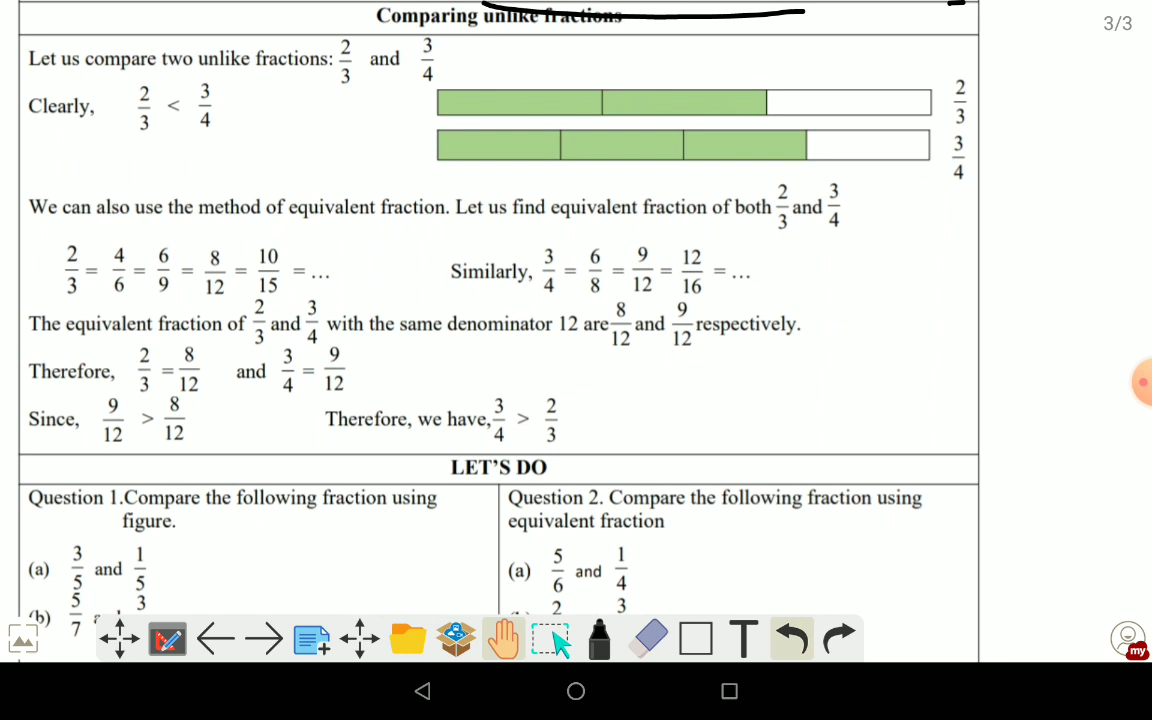 Comparing unlike fractions
3/3
Let us compare two unlike fractions: 2/3 and 3/4
Clearly, 2/3 < 3/4
2/3
3/4
We can also use the method of equivalent fraction. Let us find equivalent fraction of both 2/3 and 3/4
2/3 = 4/6 = 6/9 = 8/12 = 10/15 = ... Similarly, 3/4 = 6/8 = 9/12 = 12/16 = ...
The equivalent fraction of 2/3 and 3/4 with the same denominator 12 are 8/12 and 9/12 respectively.
Therefore, 2/3 = 8/12 and 3/4 = 9/12
Since, 9/12 > 8/12 Therefore, we have, 3/4 > 2/3
LET'S DO
Question 1.Compare the following fraction using
figure.
(a) 3/5 and 1/5
(b) 5/7 3
Question 2. Compare the following fraction using
equivalent fraction
(a) 5/6 and 1/4
2 3
T
my